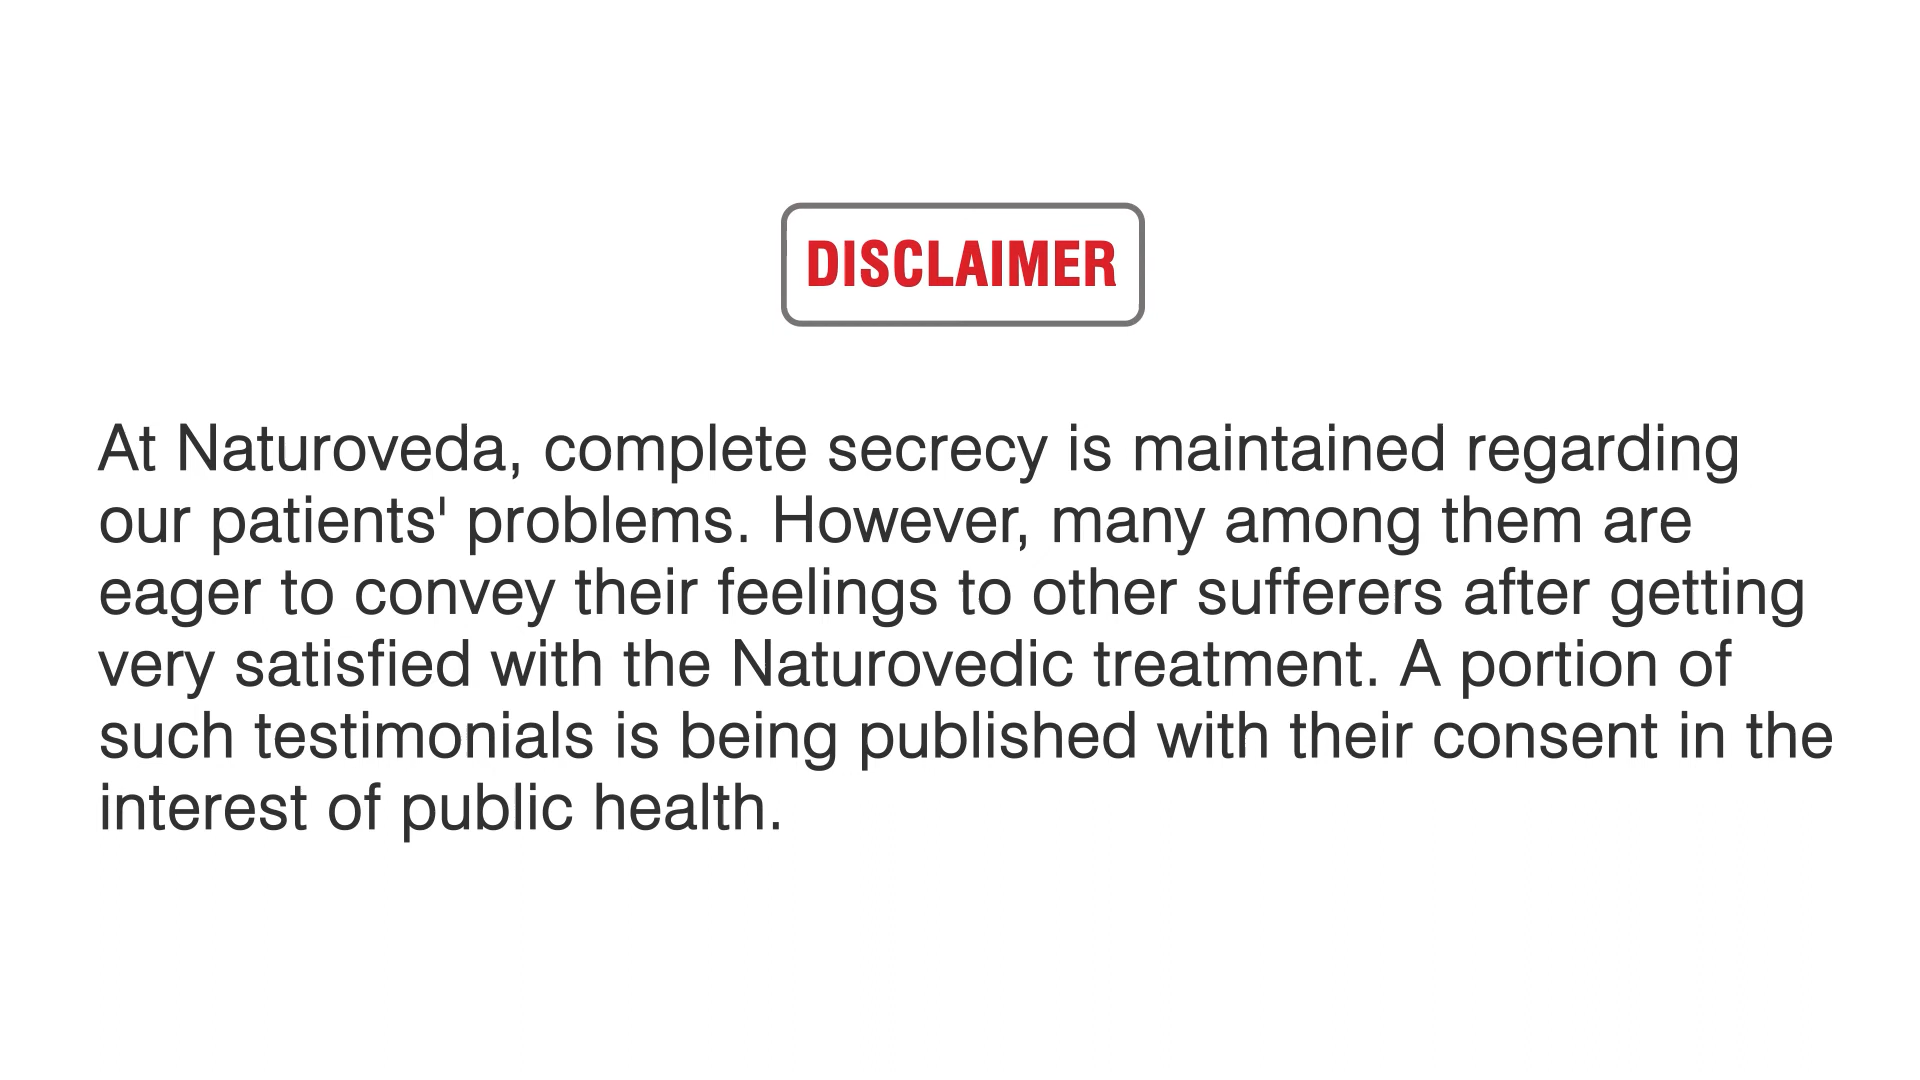 DISCLAIMER
At Naturoveda, complete secrecy is maintained regarding
our patients' problems. However, many among them are
eager to convey their feelings to other sufferers after getting
very satisfied with the Naturovedic treatment. A portion of
such testimonials is being published with their consent in the
interest of public health.